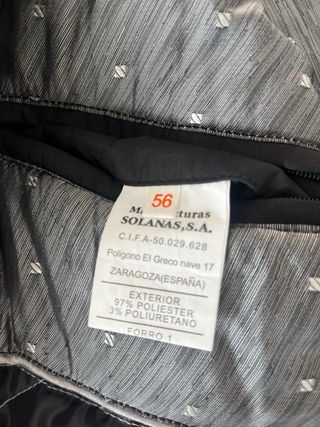 56
SOLANAS,S.A.
C.I.F.A-50.029.628
Poligono El Greco nave 17
ZARAGOZA(ESPAÑA)
EXTERIOR
97% POLIESTER
3% POLIURETANO
FORRO 1